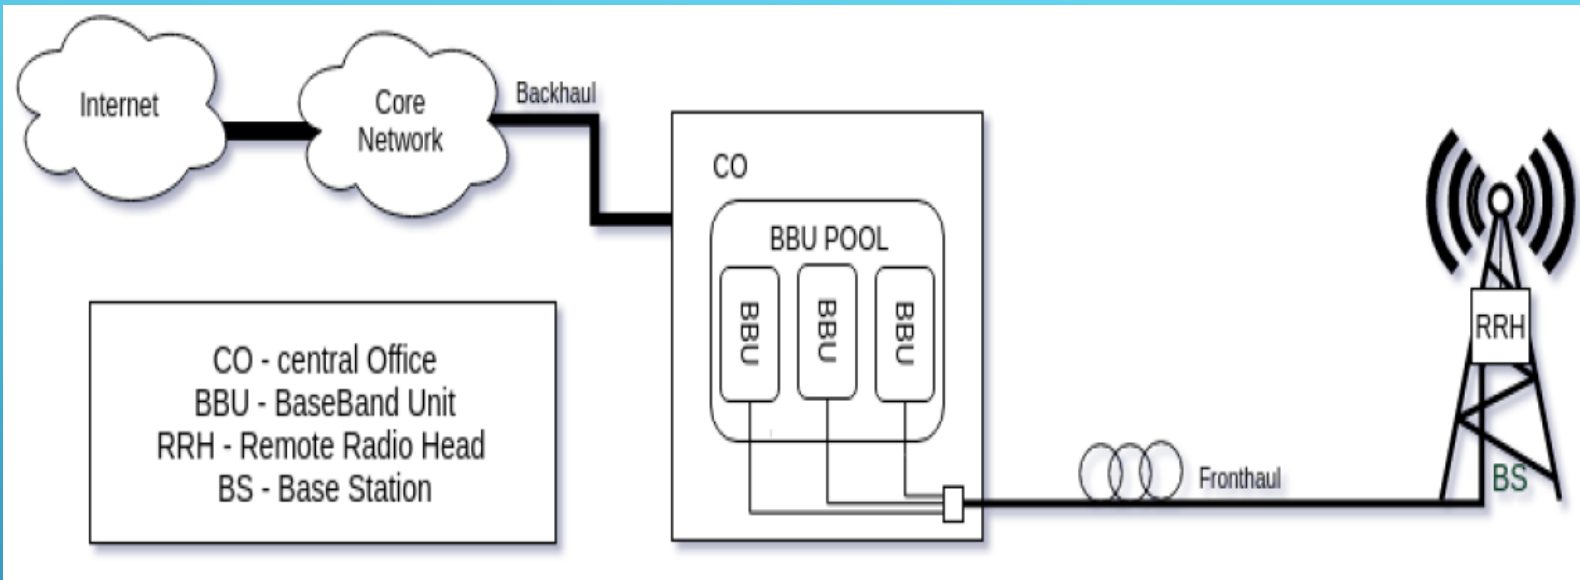 Internet
Core
Network
Backhaul
CO
BBU POOL
BBU
BBU
BBU
RRH
BS
Fronthaul
CO - central Office
BBU - BaseBand Unit
RRH - Remote Radio Head
BS - Base Station